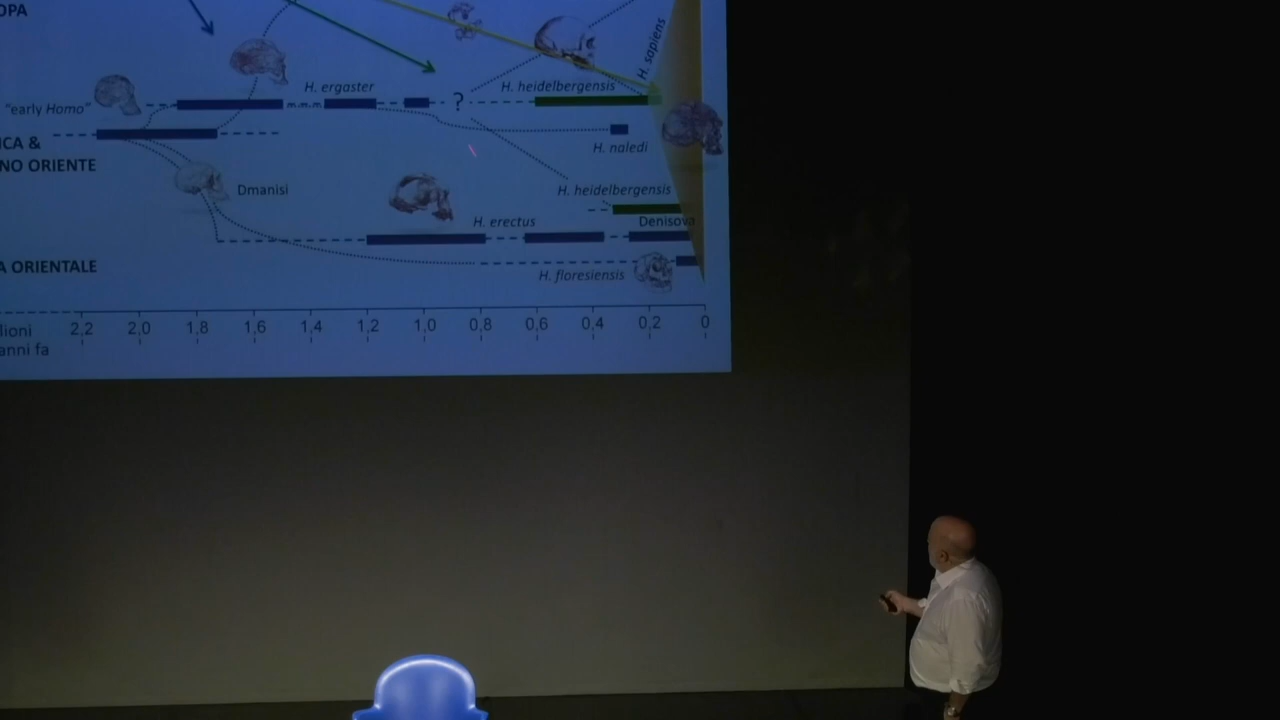 OPA
H. sapiens
H. ergaster
H. heidelbergensis
"early Homo"
?
ICA &
NO ORIENTE
H. naledi
Dmanisi
H. heidelbergensis
H. erectus
Denisova
A ORIENTALE
H. floresiensis
lioni
anni fa
2,2 2,0 1,8 1,6 1,4 1,2 1,0 0,8 0,6 0,4 0,2 0